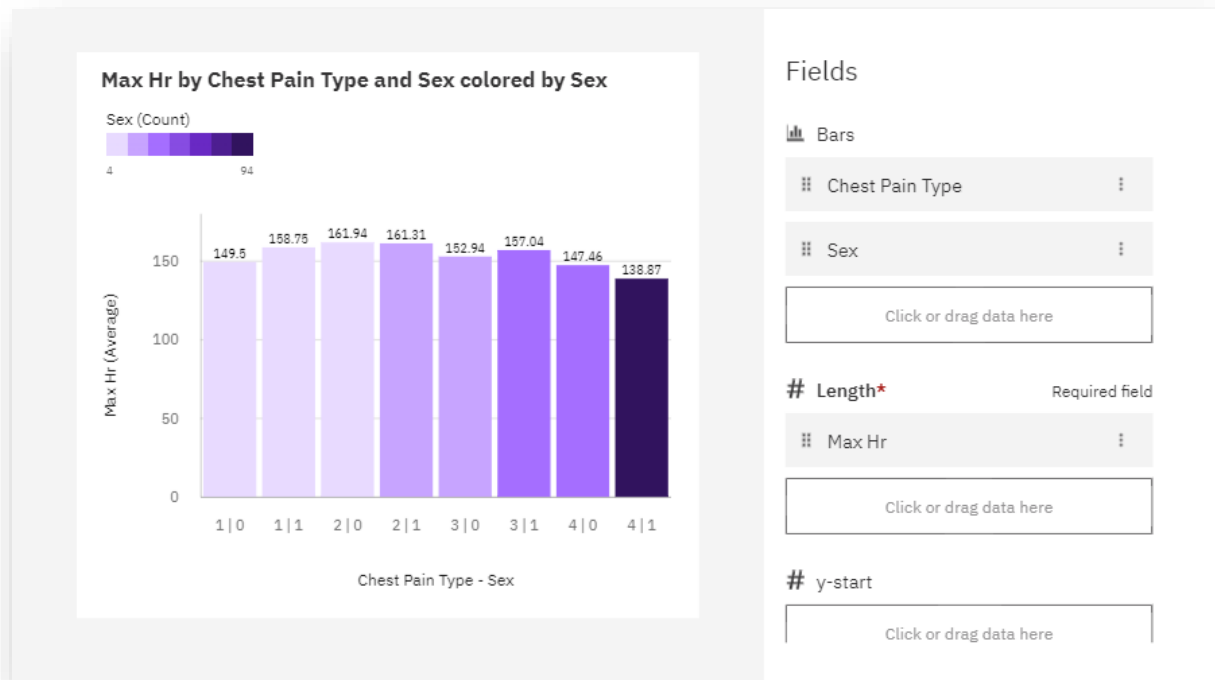 Max Hr by Chest Pain Type and Sex colored by Sex
Sex (Count)
4 94
149.5 158.75 161.94 161.31 152.94 157.04 147.46 138.87
150
100
50
0
Max Hr (Average)
1|0 1|1 2|0 2|1 3|0 3|1 4|0 4|1
Chest Pain Type - Sex
Fields
Bars
Chest Pain Type
Sex
Click or drag data here
# Length* Required field
Max Hr
Click or drag data here
# y-start
Click or drag data here